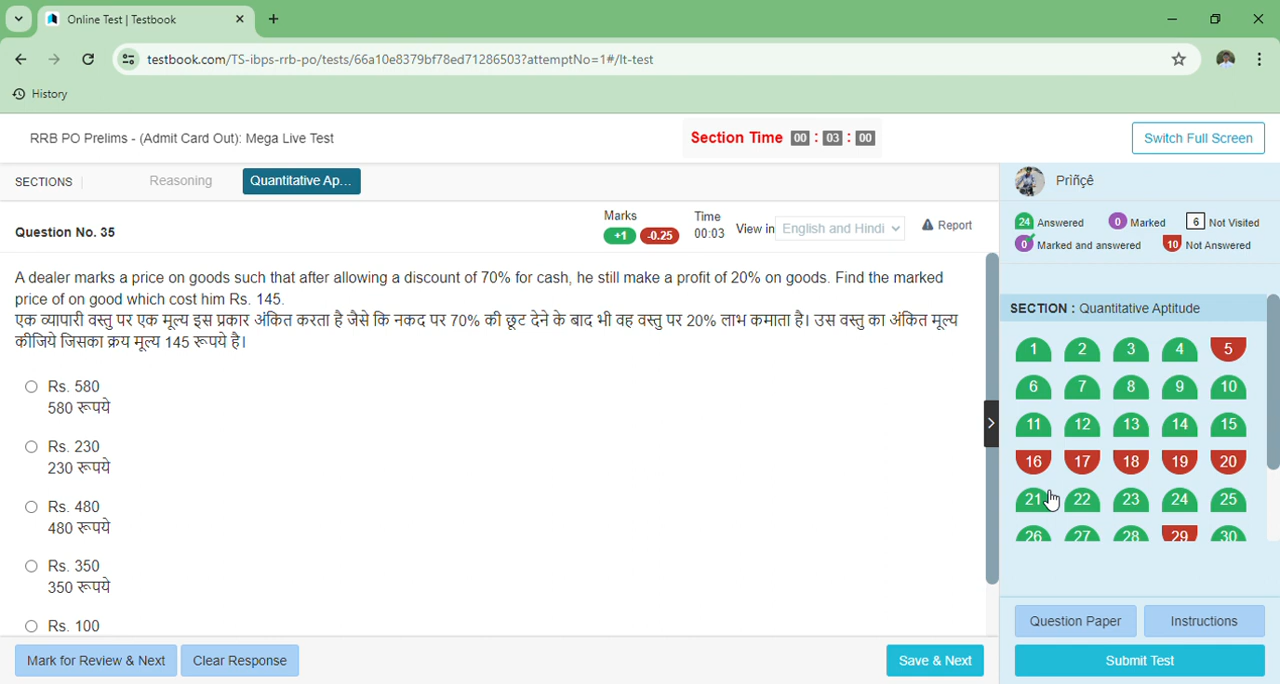 Online Test | Testbook
testbook.com/TS-ibps-rrb-po/tests/66a10e8379bf78ed71286503?attemptNo=1#/lt-test
History
RRB PO Prelims - (Admit Card Out): Mega Live Test
Section Time 00 : 03 : 00
Switch Full Screen
SECTIONS
Reasoning
Quantitative Ap...
Prìñçê
Question No. 35
Marks
+1 -0.25
Time
00:03
View in English and Hindi
Report
24 Answered 0 Marked 6 Not Visited
0 Marked and answered 10 Not Answered
A dealer marks a price on goods such that after allowing a discount of 70% for cash, he still make a profit of 20% on goods. Find the marked
price of on good which cost him Rs. 145.
एक व्यापारी वस्तु पर एक मूल्य इस प्रकार अंकित करता है जैसे कि नकद पर 70% की छूट देने के बाद भी वह वस्तु पर 20% लाभ कमाता है। उस वस्तु का अंकित मूल्य
कीजिये जिसका क्रय मूल्य 145 रूपये है।
Rs. 580
580 रूपये
Rs. 230
230 रूपये
Rs. 480
480 रूपये
Rs. 350
350 रूपये
Rs. 100
SECTION : Quantitative Aptitude
1 2 3 4 5
6 7 8 9 10
11 12 13 14 15
16 17 18 19 20
21 22 23 24 25
26 27 28 29 30
Question Paper
Instructions
Mark for Review & Next
Clear Response
Save & Next
Submit Test